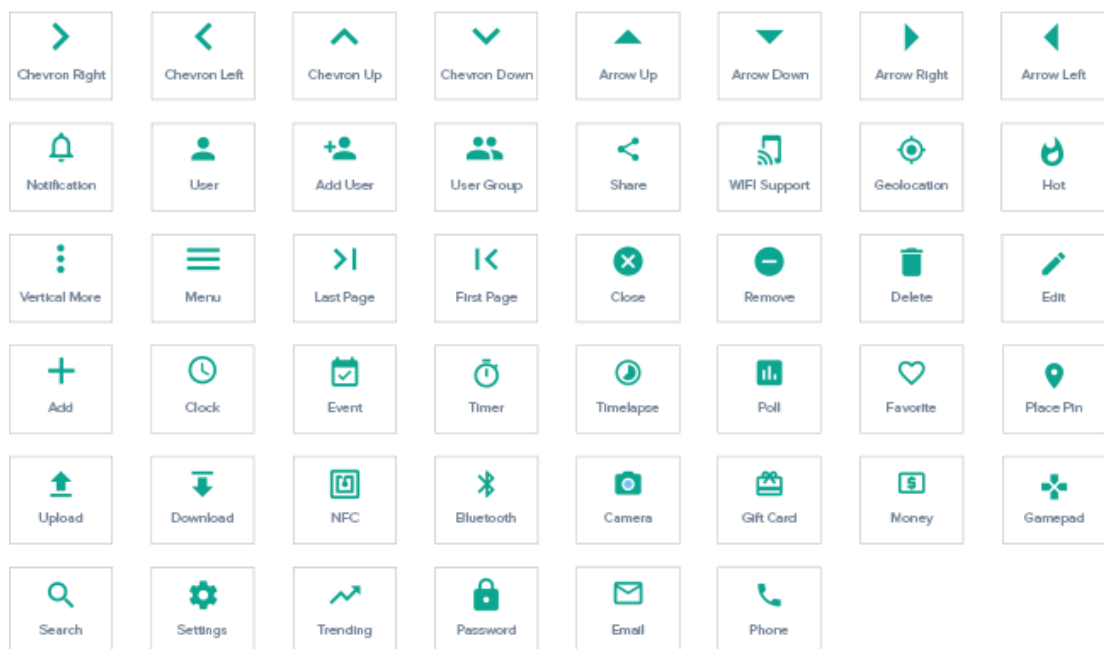 Chevron Right
Chevron Left
Chevron Up
Chevron Down
Arrow Up
Arrow Down
Arrow Right
Arrow Left
Notification
User
Add User
User Group
Share
WIFI Support
Geolocation
Hot
Vertical More
Menu
Last Page
First Page
Close
Remove
Delete
Edit
Add
Clock
Event
Timer
Timelapse
Poll
Favorite
Place Pin
Upload
Download
NFC
Bluetooth
Camera
Gift Card
$
Money
Gamepad
Search
Settings
Trending
Password
Email
Phone